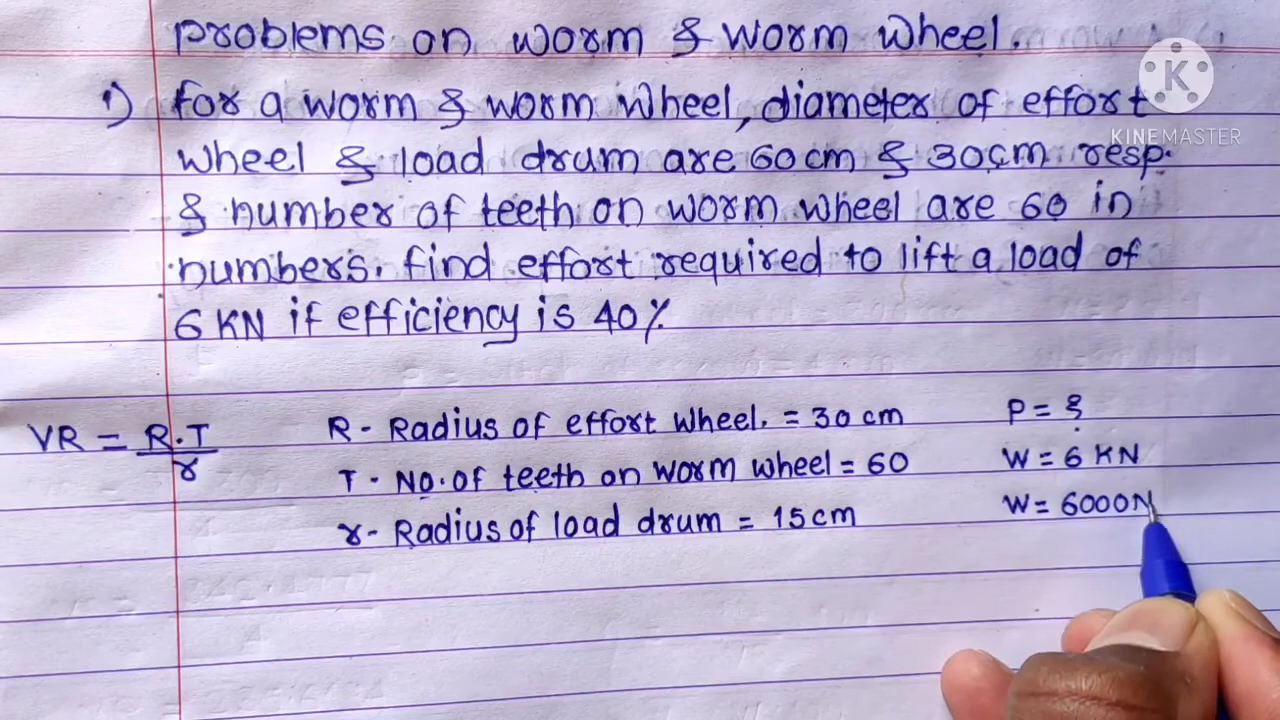 problems on worm & worm wheel.
K
KINEMASTER
1) for a worm & worm wheel, diameter of effort
wheel & load drum are 60cm & 30cm resp.
& number of teeth on worm wheel are 60 in
numbers. find effort required to lift a load of
6 KN if efficiency is 40%
VR = R.T / r
R - Radius of effort wheel. = 30 cm
T - No. of teeth on worm wheel = 60
r - Radius of load drum = 15cm
P = ?
W = 6 KN
W = 6000N